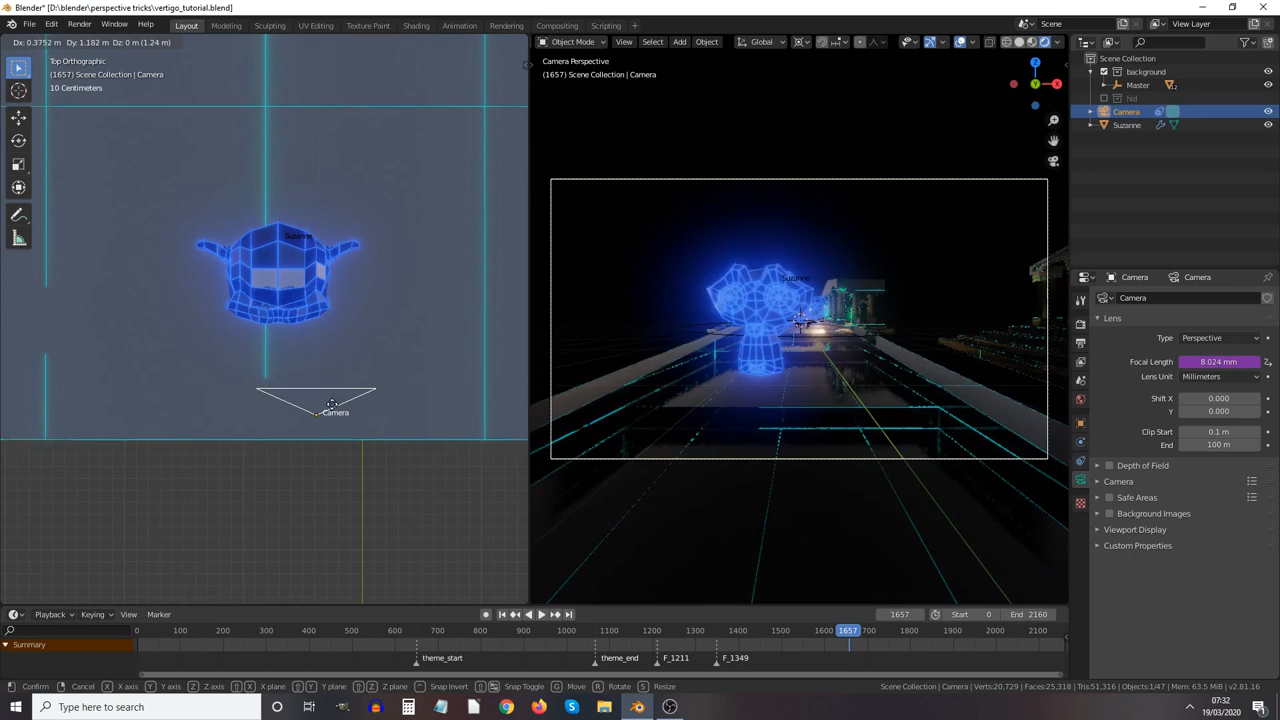 Blender* [D:\blender\perspective tricks\vertigo_tutorial.blend]
File Edit Render Window Help Layout Modeling Sculpting UV Editing Texture Paint Shading Animation Rendering Compositing Scripting + Scene View Layer
Dx: 0.3752 m Dy: 1.182 m Dz: 0 m (1.24 m)
Object Mode View Select Add Object Global
Top Orthographic
(1657) Scene Collection | Camera
10 Centimeters
Camera Perspective
(1657) Scene Collection | Camera
Z
Y
X
Suzanne
Camera
Suzanne
Scene Collection
background
Master 12
hid
Camera
Suzanne
Camera Camera
Camera
Lens
Type Perspective
Focal Length 8.024 mm
Lens Unit Millimeters
Shift X 0.000
Y 0.000
Clip Start 0.1 m
End 100 m
Depth of Field
Camera
Safe Areas
Background Images
Viewport Display
Custom Properties
Playback Keying View Marker 1657 Start 0 End 2160
0 100 200 300 400 500 600 700 800 900 1000 1100 1200 1300 1400 1500 1600 1657 700 1800 1900 2000 2100
Summary
theme_start theme_end F_1211 F_1349
Confirm Cancel X X axis Y Y axis Z Z axis X X plane Y Y plane Z Z plane Snap Invert Snap Toggle G Move R Rotate S Resize Scene Collection | Camera | Verts:20,729 | Faces:25,318 | Tris:51,316 | Objects:1/47 | Mem: 63.5 MiB | v2.81.16
Type here to search
07:32
19/03/2020